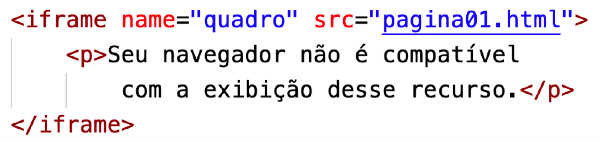 <iframe name="quadro" src="pagina01.html">
<p>Seu navegador não é compatível
com a exibição desse recurso.</p>
</iframe>